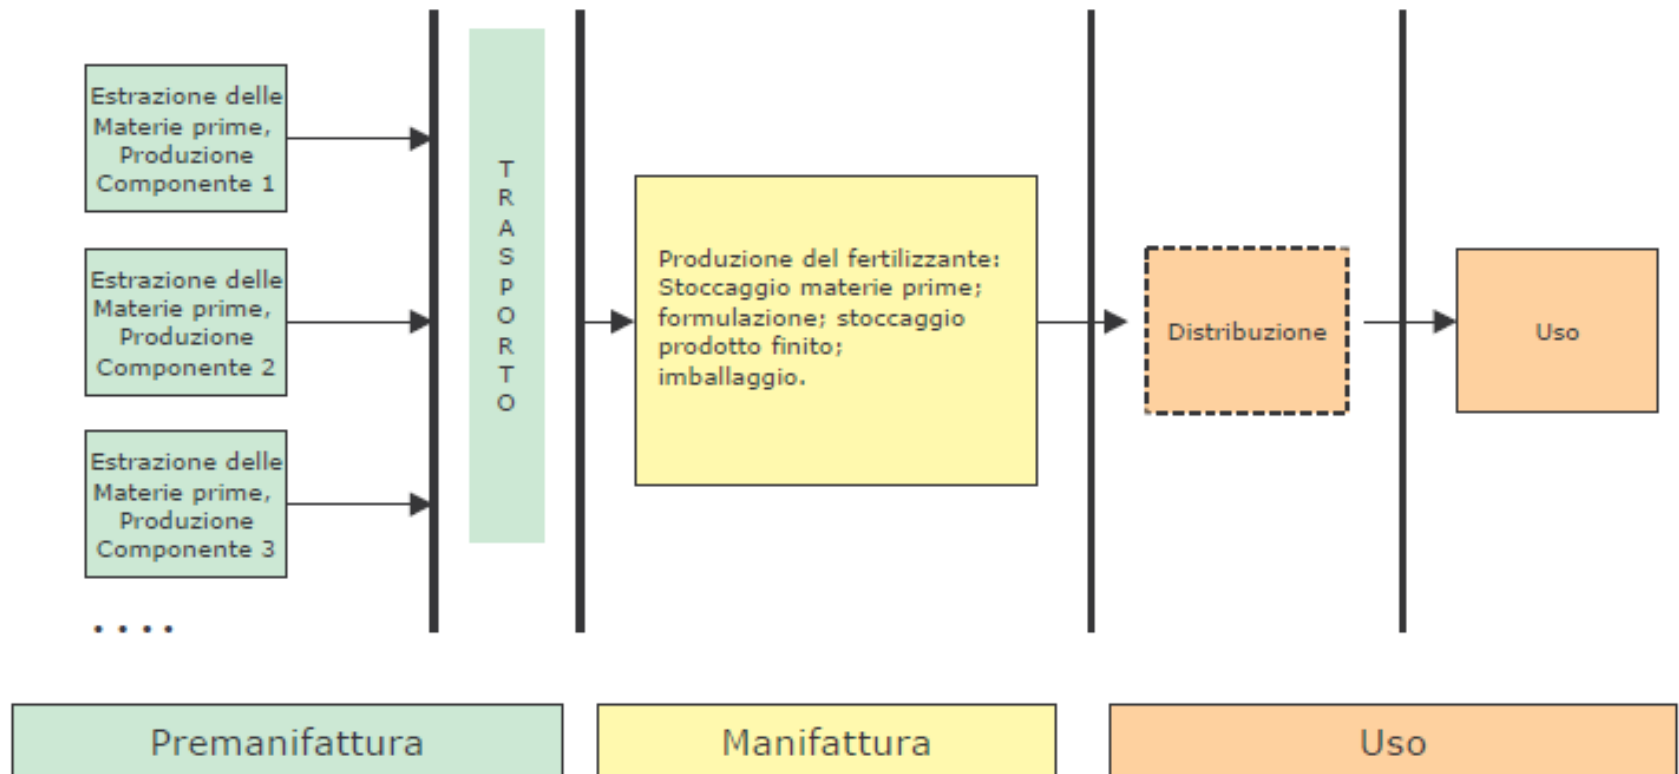 Estrazione delle
Materie prime,
Produzione
Componente 1
Estrazione delle
Materie prime,
Produzione
Componente 2
Estrazione delle
Materie prime,
Produzione
Componente 3
. . . .
T
R
A
S
P
O
R
T
O
Produzione del fertilizzante:
Stoccaggio materie prime;
formulazione; stoccaggio
prodotto finito;
imballaggio.
Distribuzione
Uso
Premanifattura
Manifattura
Uso